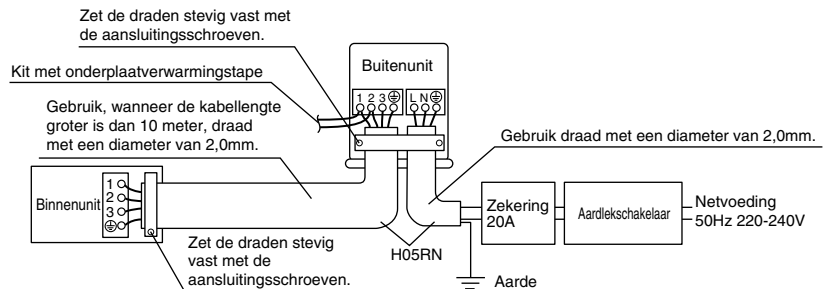 Zet de draden stevig vast met
de aansluitingsschroeven.
Kit met onderplaatverwarmingstape
Buitenunit
1 2 3
L N
Gebruik, wanneer de kabellengte
groter is dan 10 meter, draad
met een diameter van 2,0mm.
Gebruik draad met een diameter van 2,0mm.
Binnenunit
1
2
3
Zekering
20A
Aardlekschakelaar
Netvoeding
50Hz 220-240V
Zet de draden stevig
vast met de
aansluitingsschroeven.
H05RN
Aarde